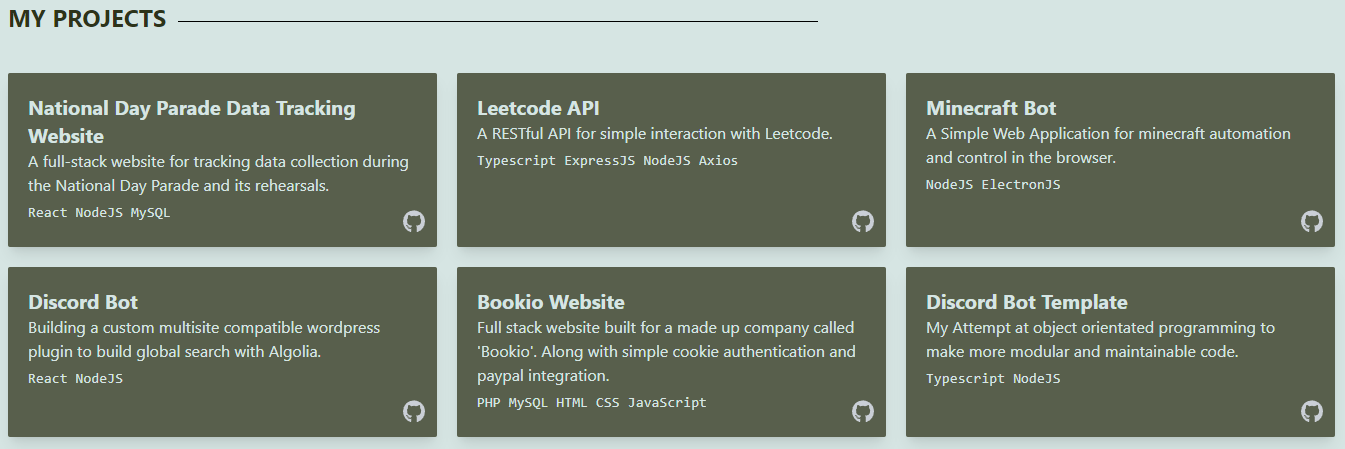 MY PROJECTS
National Day Parade Data Tracking
Website
A full-stack website for tracking data collection during
the National Day Parade and its rehearsals.
React NodeJS MySQL
Leetcode API
A RESTful API for simple interaction with Leetcode.
Typescript ExpressJS NodeJS Axios
Minecraft Bot
A Simple Web Application for minecraft automation
and control in the browser.
NodeJS ElectronJS
Discord Bot
Building a custom multisite compatible wordpress
plugin to build global search with Algolia.
React NodeJS
Bookio Website
Full stack website built for a made up company called
'Bookio'. Along with simple cookie authentication and
paypal integration.
PHP MySQL HTML CSS JavaScript
Discord Bot Template
My Attempt at object orientated programming to
make more modular and maintainable code.
Typescript NodeJS